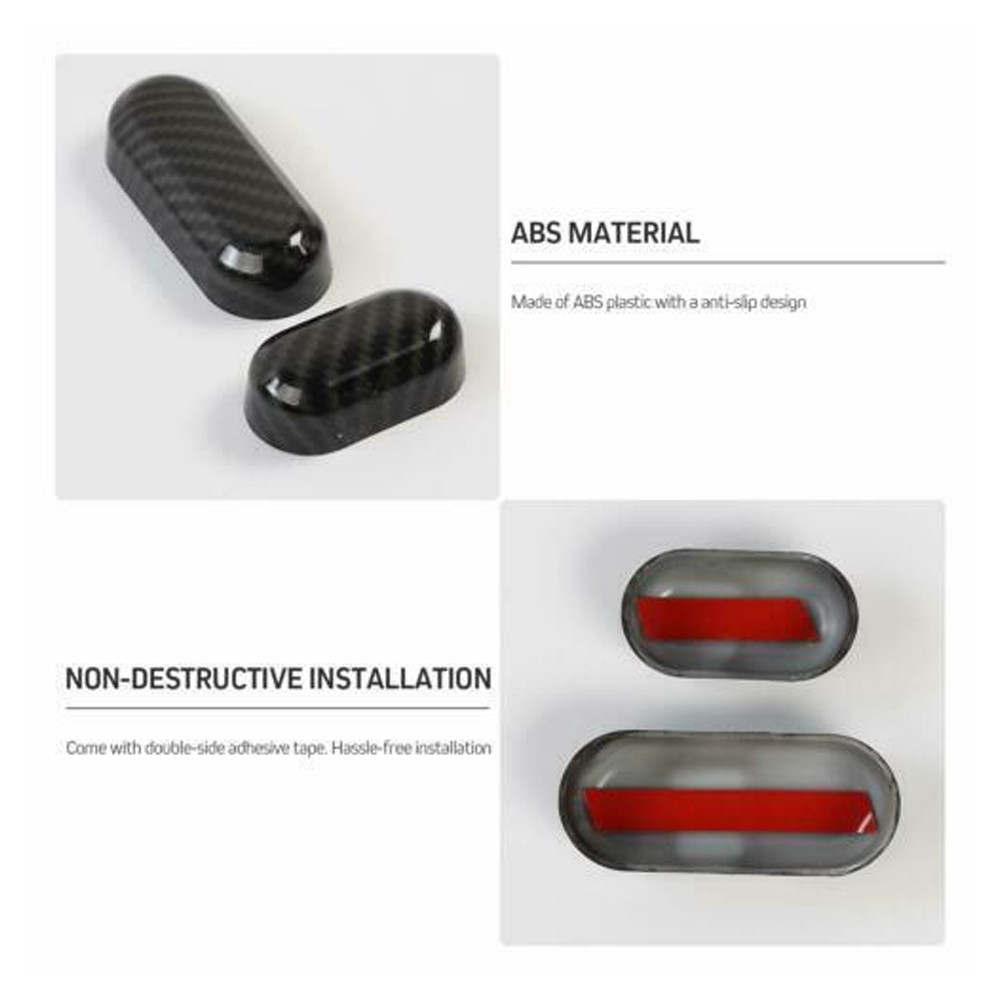 ABS MATERIAL
Made of ABS plastic with a anti-slip design
NON-DESTRUCTIVE INSTALLATION
Come with double-side adhesive tape. Hassle-free installation